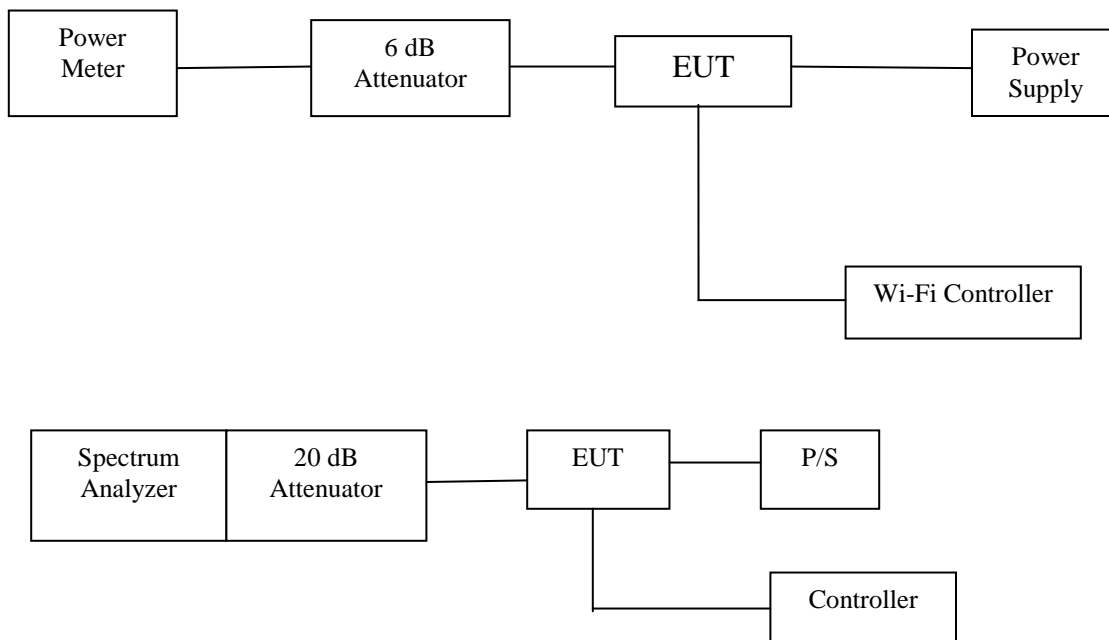 Power
Meter
6 dB
Attenuator
EUT
Power
Supply
Wi-Fi Controller
Spectrum
Analyzer
20 dB
Attenuator
EUT
P/S
Controller